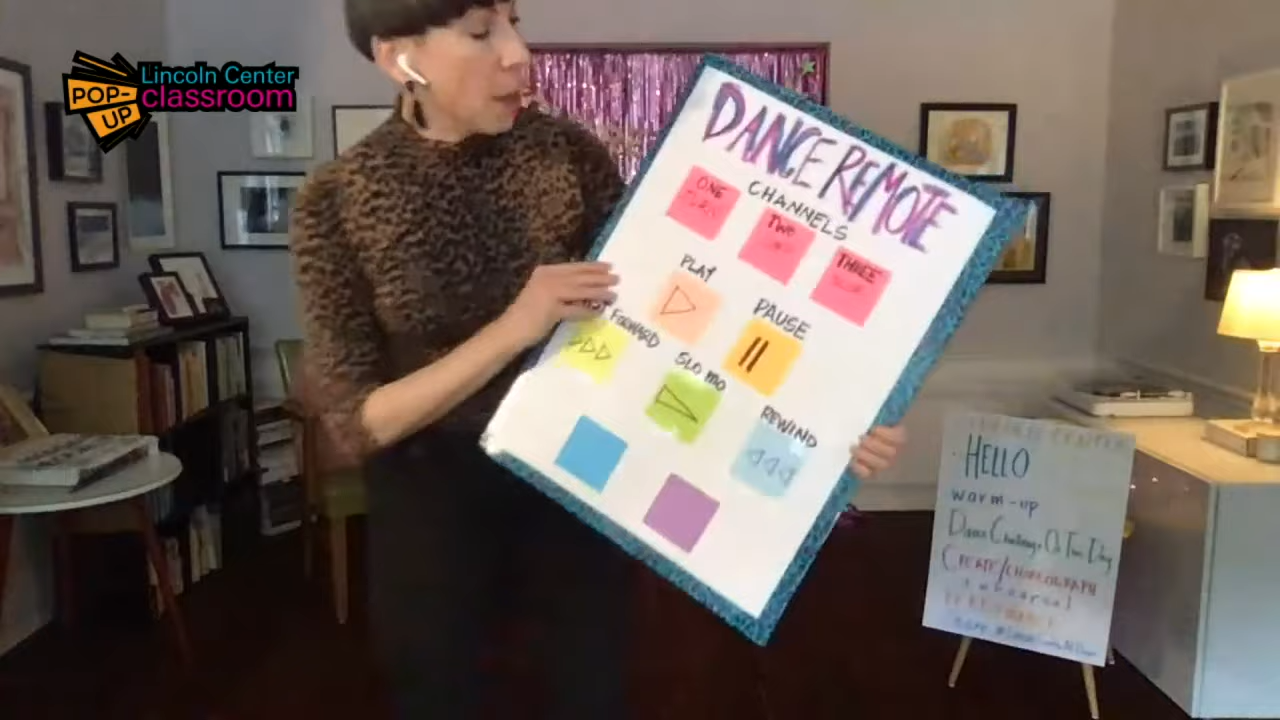 Lincoln Center
POP-UP
classroom
DANCE REMOTE
CHANNELS
ONE
TWO
THREE
PLAY
PAUSE
FORWARD
SLO MO
REWIND
HELLO
warm-up
Dance Challenge Of The Day
CREATE/CHOREOGRAPH
rehearsal